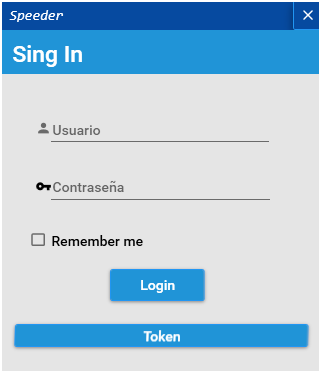 Speeder
Sing In
Usuario
Contraseña
Remember me
Login
Token